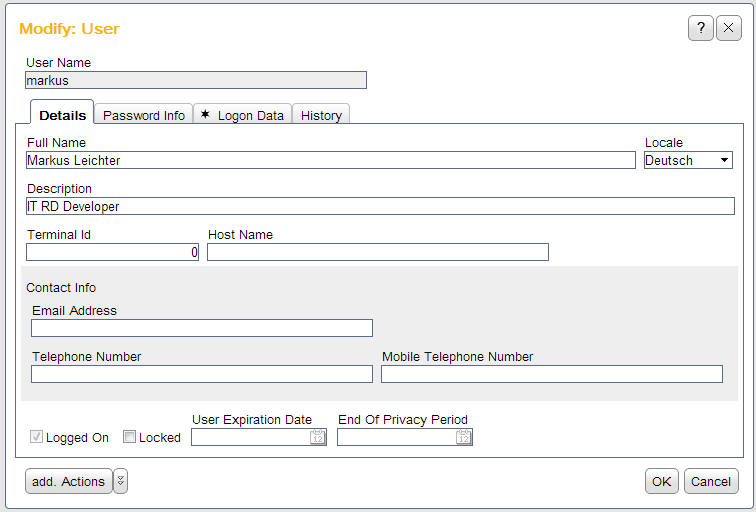 Modify: User
?
User Name
markus
Details Password Info ✶ Logon Data History
Full Name Locale
Markus Leichter Deutsch
Description
IT RD Developer
Terminal Id Host Name
0
Contact Info
Email Address
Telephone Number Mobile Telephone Number
User Expiration Date End Of Privacy Period
Logged On Locked 12 12
add. Actions OK Cancel